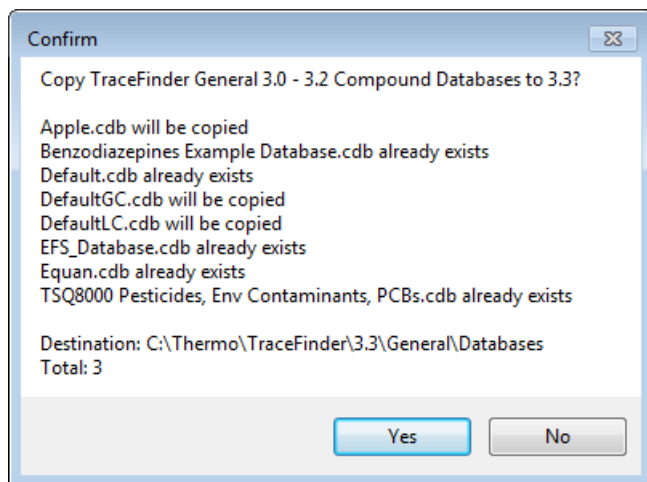 Confirm
Copy TraceFinder General 3.0 - 3.2 Compound Databases to 3.3?
Apple.cdb will be copied
Benzodiazepines Example Database.cdb already exists
Default.cdb already exists
DefaultGC.cdb will be copied
DefaultLC.cdb will be copied
EFS_Database.cdb already exists
Equan.cdb already exists
TSQ8000 Pesticides, Env Contaminants, PCBs.cdb already exists
Destination: C:\Thermo\TraceFinder\3.3\General\Databases
Total: 3
Yes No